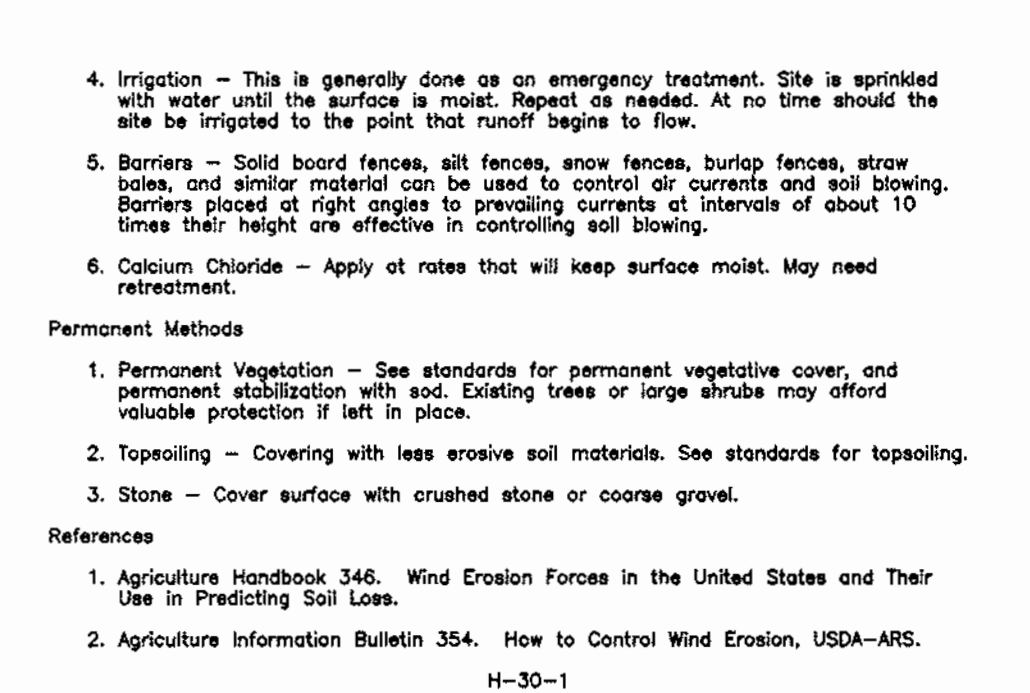 4. Irrigation – This is generally done as an emergency treatment. Site is sprinkled
with water until the surface is moist. Repeat as needed. At no time should the
site be irrigated to the point that runoff begins to flow.
5. Barriers – Solid board fences, silt fences, snow fences, burlap fences, straw
bales, and similar material can be used to control air currents and soil blowing.
Barriers placed at right angles to prevailing currents at intervals of about 10
times their height are effective in controlling soil blowing.
6. Calcium Chloride – Apply at rates that will keep surface moist. May need
retreatment.
Permanent Methods
1. Permanent Vegetation – See standards for permanent vegetative cover, and
permanent stabilization with sod. Existing trees or large shrubs may afford
valuable protection if left in place.
2. Topsoiling – Covering with less erosive soil materials. See standards for topsoiling.
3. Stone – Cover surface with crushed stone or coarse gravel.
References
1. Agriculture Handbook 346. Wind Erosion Forces in the United States and Their
Use in Predicting Soil Loss.
2. Agriculture Information Bulletin 354. How to Control Wind Erosion, USDA–ARS.
H–30–1